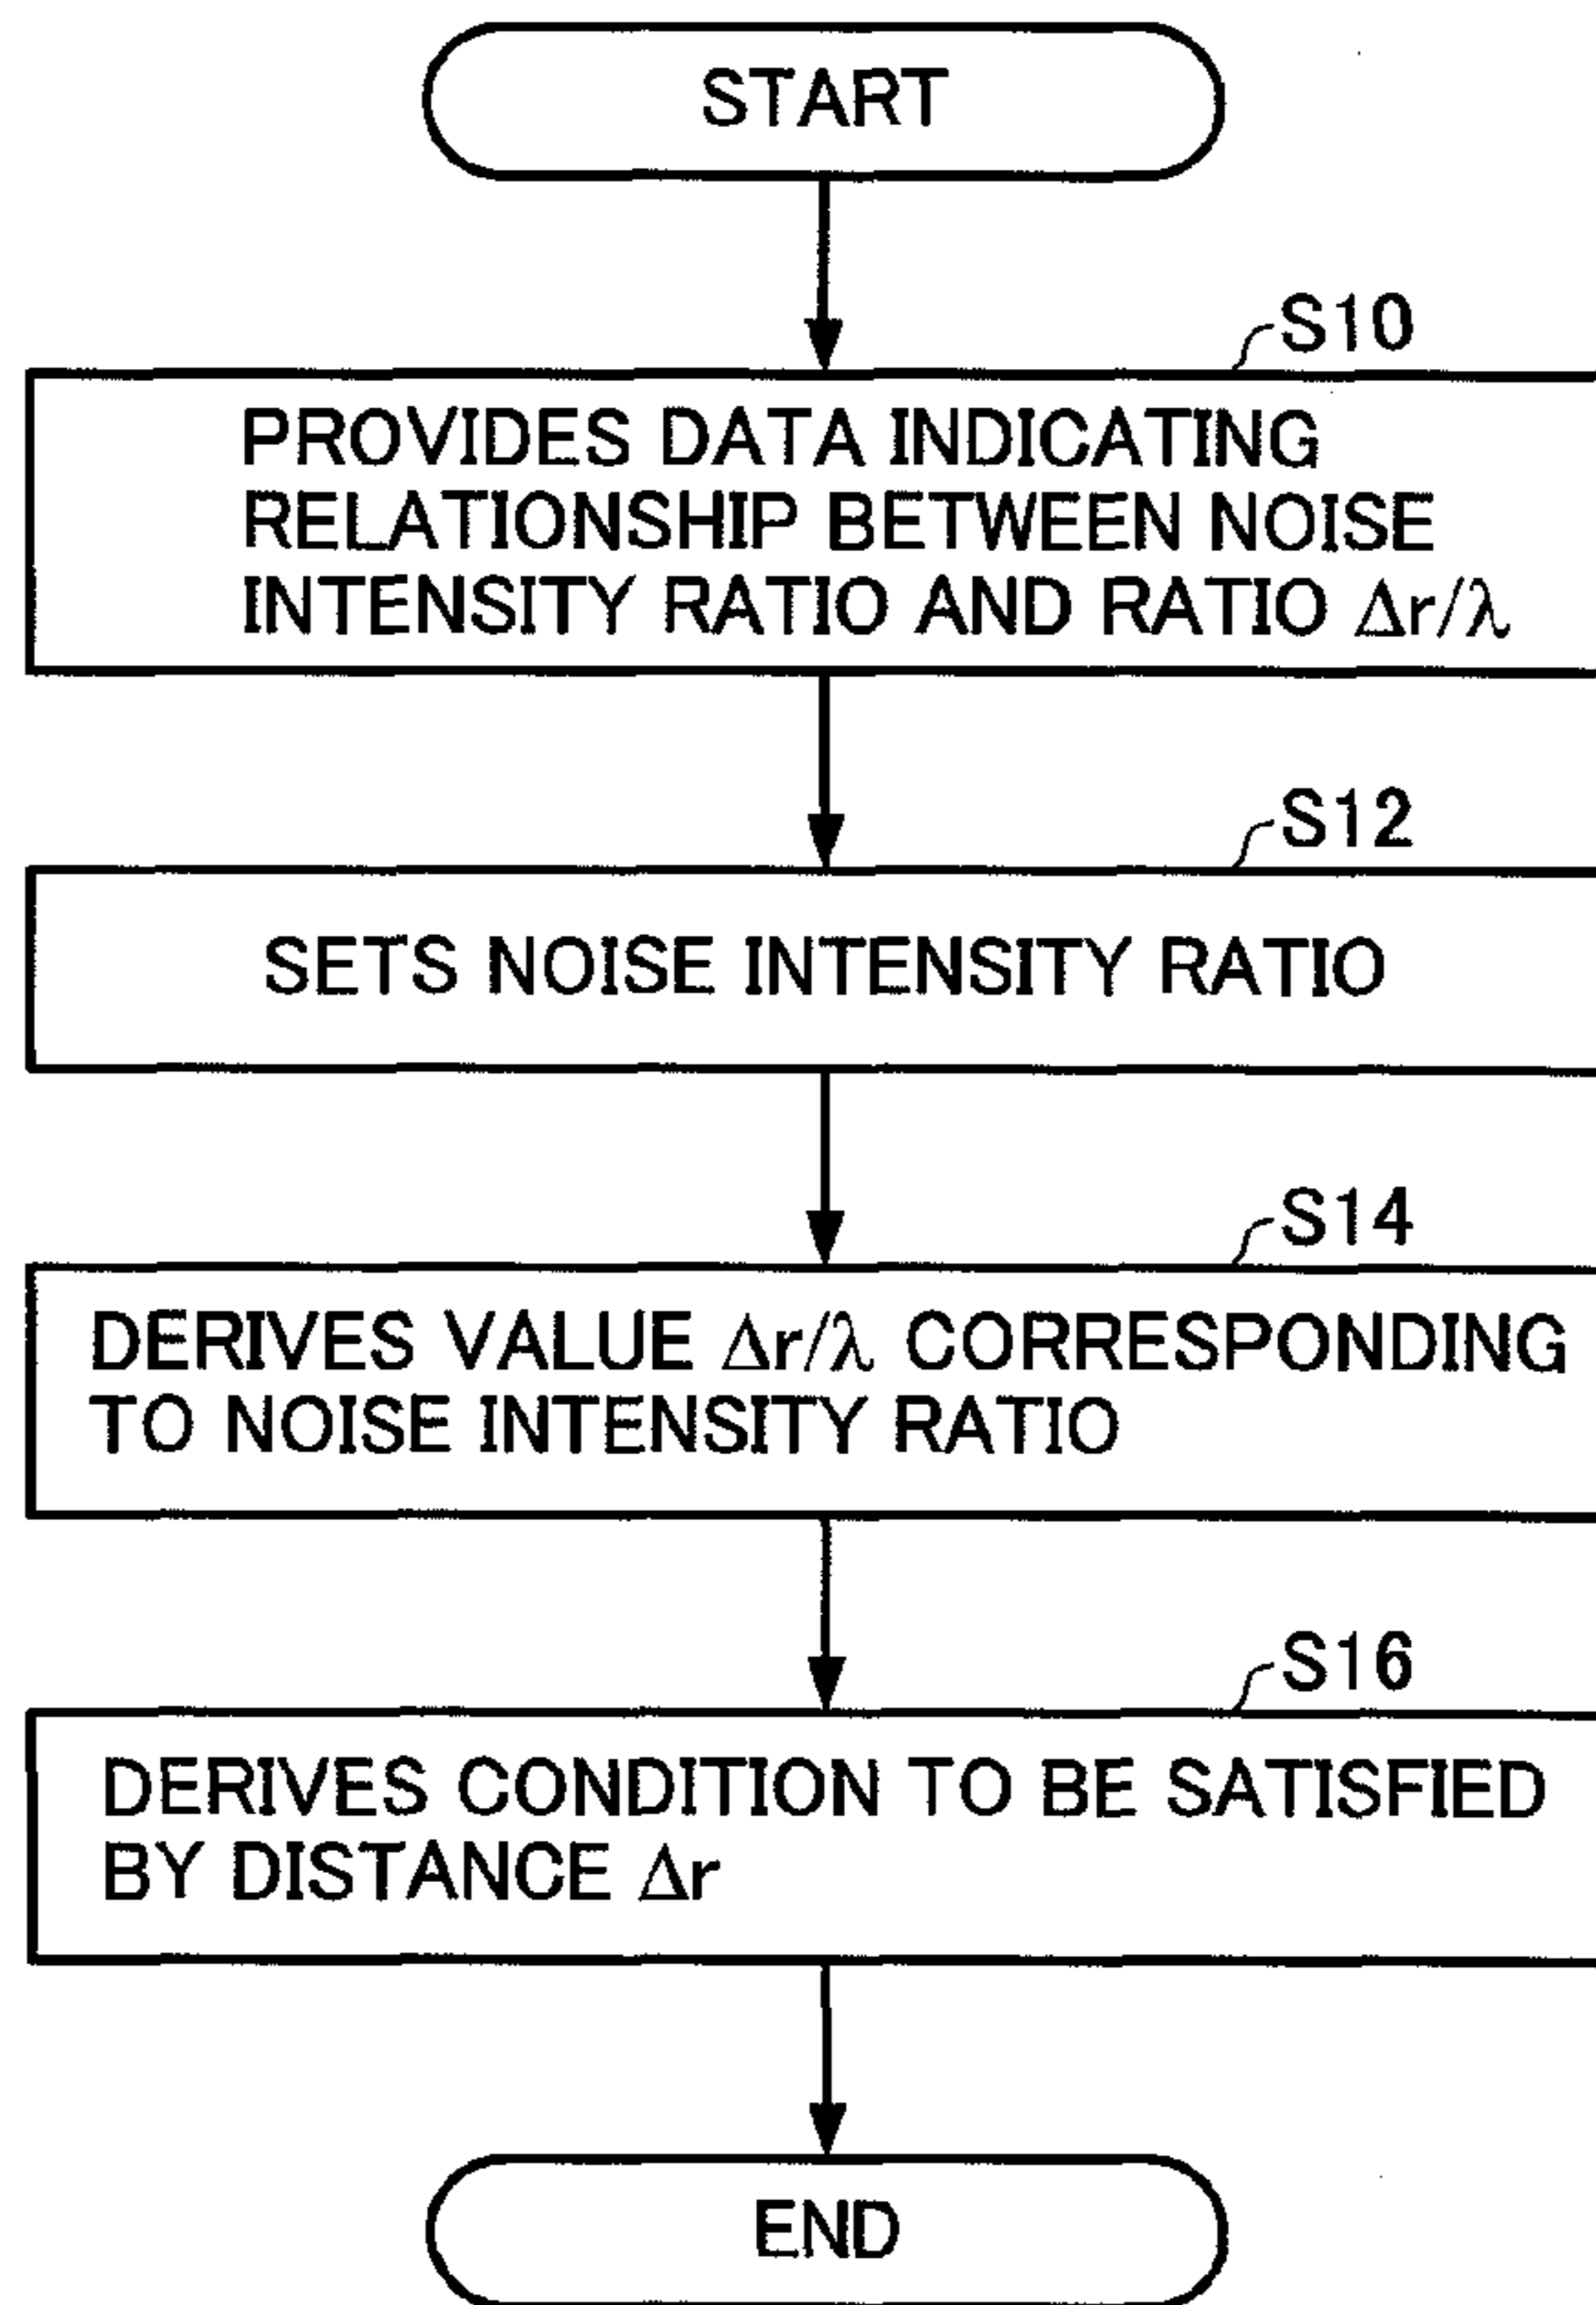 START
S10
PROVIDES DATA INDICATING
RELATIONSHIP BETWEEN NOISE
INTENSITY RATIO AND RATIO Δr/λ
S12
SETS NOISE INTENSITY RATIO
S14
DERIVES VALUE Δr/λ CORRESPONDING
TO NOISE INTENSITY RATIO
S16
DERIVES CONDITION TO BE SATISFIED
BY DISTANCE Δr
END